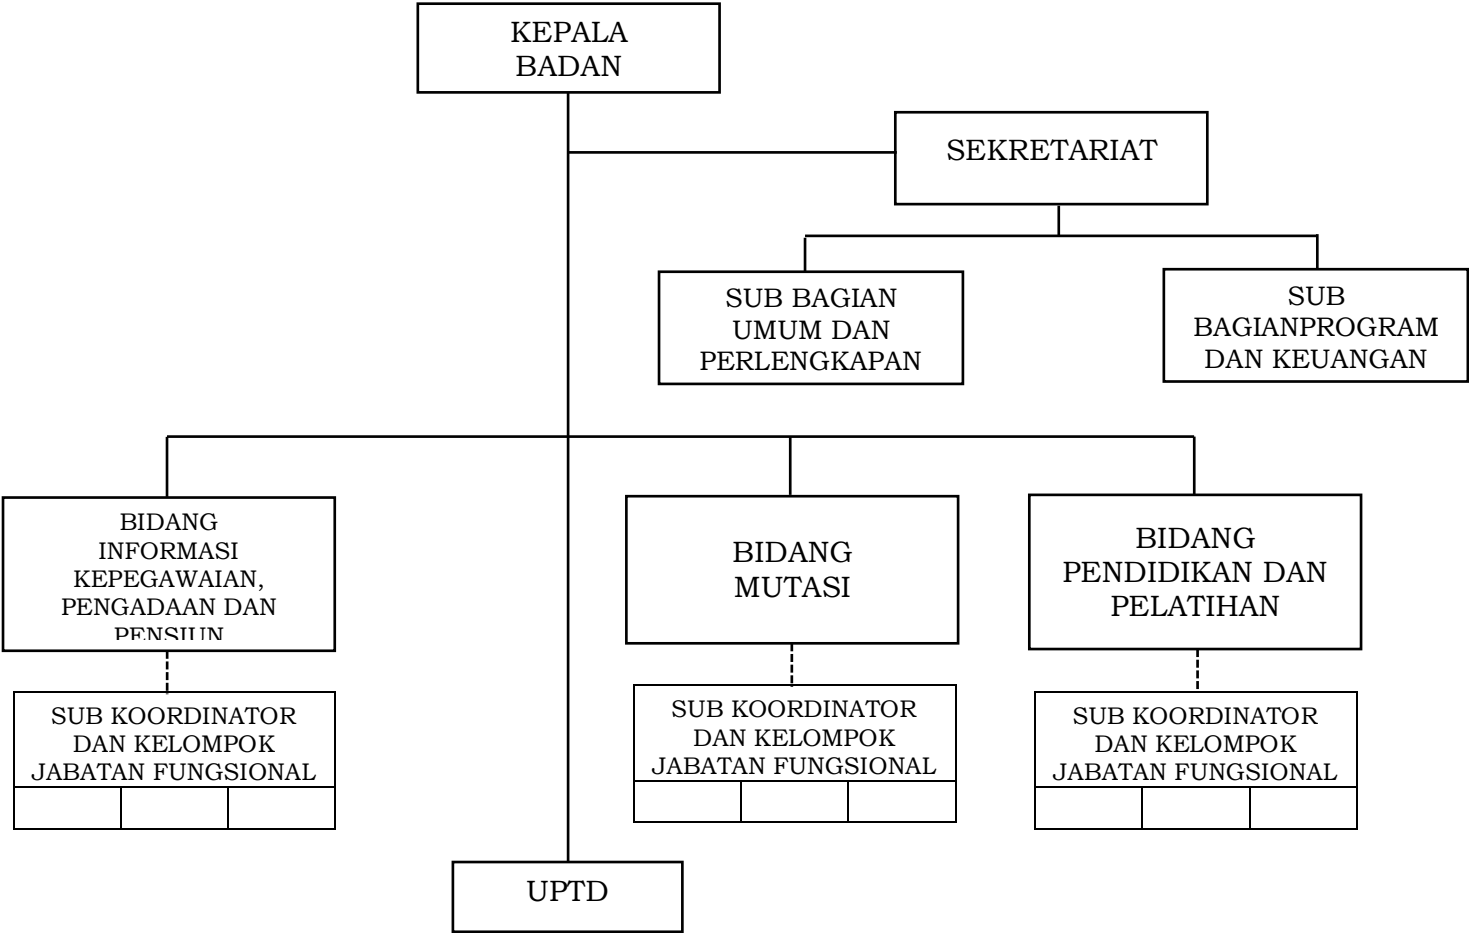 KEPALA
BADAN
SEKRETARIAT
SUB BAGIAN
UMUM DAN
PERLENGKAPAN
SUB
BAGIANPROGRAM
DAN KEUANGAN
BIDANG
INFORMASI
KEPEGAWAIAN,
PENGADAAN DAN
PENSIUN
BIDANG
MUTASI
BIDANG
PENDIDIKAN DAN
PELATIHAN
SUB KOORDINATOR
DAN KELOMPOK
JABATAN FUNGSIONAL
SUB KOORDINATOR
DAN KELOMPOK
JABATAN FUNGSIONAL
SUB KOORDINATOR
DAN KELOMPOK
JABATAN FUNGSIONAL
UPTD